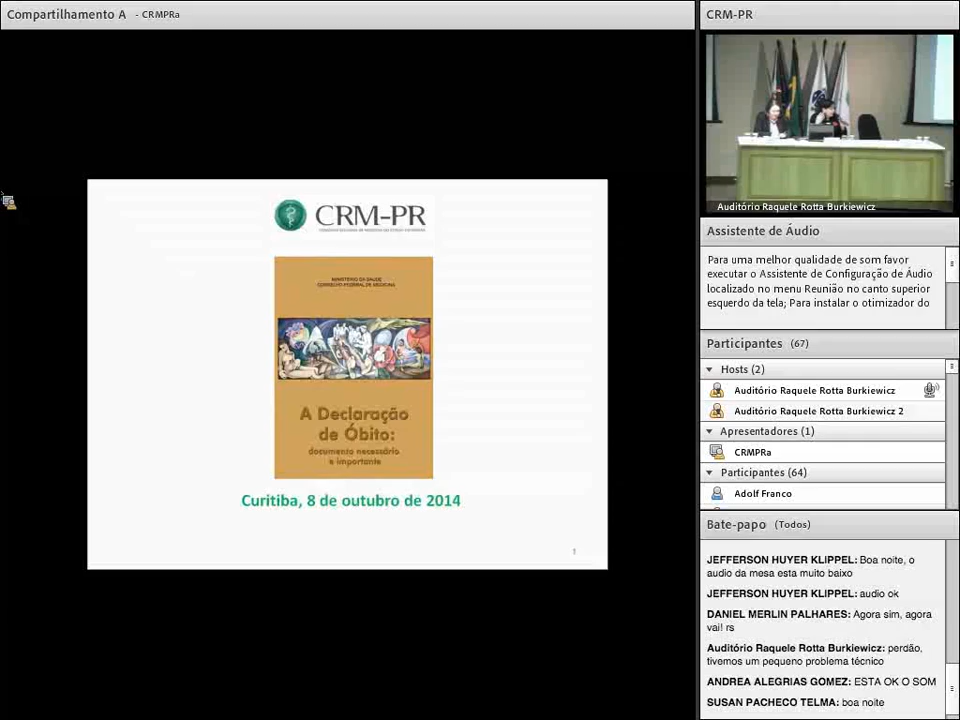 Compartilhamento A - CRMPRa
CRM-PR
MINISTÉRIO DA SAÚDE
CONSELHO FEDERAL DE MEDICINA
A Declaração
de Óbito:
documento necessário
e importante
Curitiba, 8 de outubro de 2014
1
CRM-PR
Auditório Raquele Rotta Burkiewicz
Assistente de Áudio
Para uma melhor qualidade de som favor
executar o Assistente de Configuração de Áudio
localizado no menu Reunião no canto superior
esquerdo da tela; Para instalar o otimizador do
Participantes (67)
Hosts (2)
Auditório Raquele Rotta Burkiewicz
Auditório Raquele Rotta Burkiewicz 2
Apresentadores (1)
CRMPRa
Participantes (64)
Adolf Franco
Bate-papo (Todos)
JEFFERSON HUYER KLIPPEL: Boa noite, o
audio da mesa esta muito baixo
JEFFERSON HUYER KLIPPEL: audio ok
DANIEL MERLIN PALHARES: Agora sim, agora
vai! rs
Auditório Raquele Rotta Burkiewicz: perdão,
tivemos um pequeno problema técnico
ANDREA ALEGRIAS GOMEZ: ESTA OK O SOM
SUSAN PACHECO TELMA: boa noite